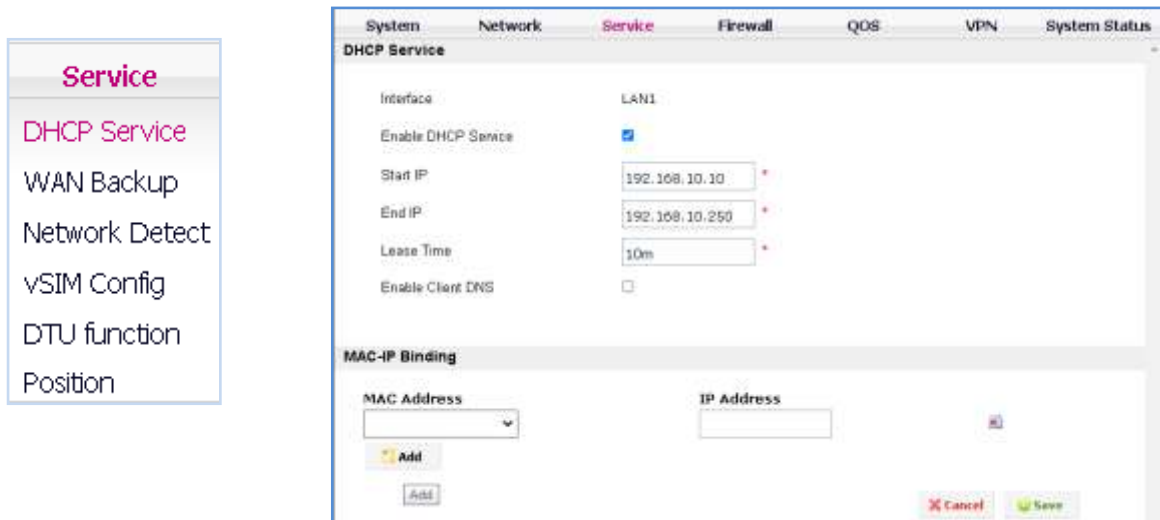 Service
DHCP Service
WAN Backup
Network Detect
vSIM Config
DTU function
Position
System Network Service Firewall QOS VPN System Status
DHCP Service
Interface LAN1
Enable DHCP Service
Start IP 192.168.10.10 *
End IP 192.168.10.250 *
Lease Time 10m *
Enable Client DNS
MAC-IP Binding
MAC Address IP Address
Add
Add
Cancel Save